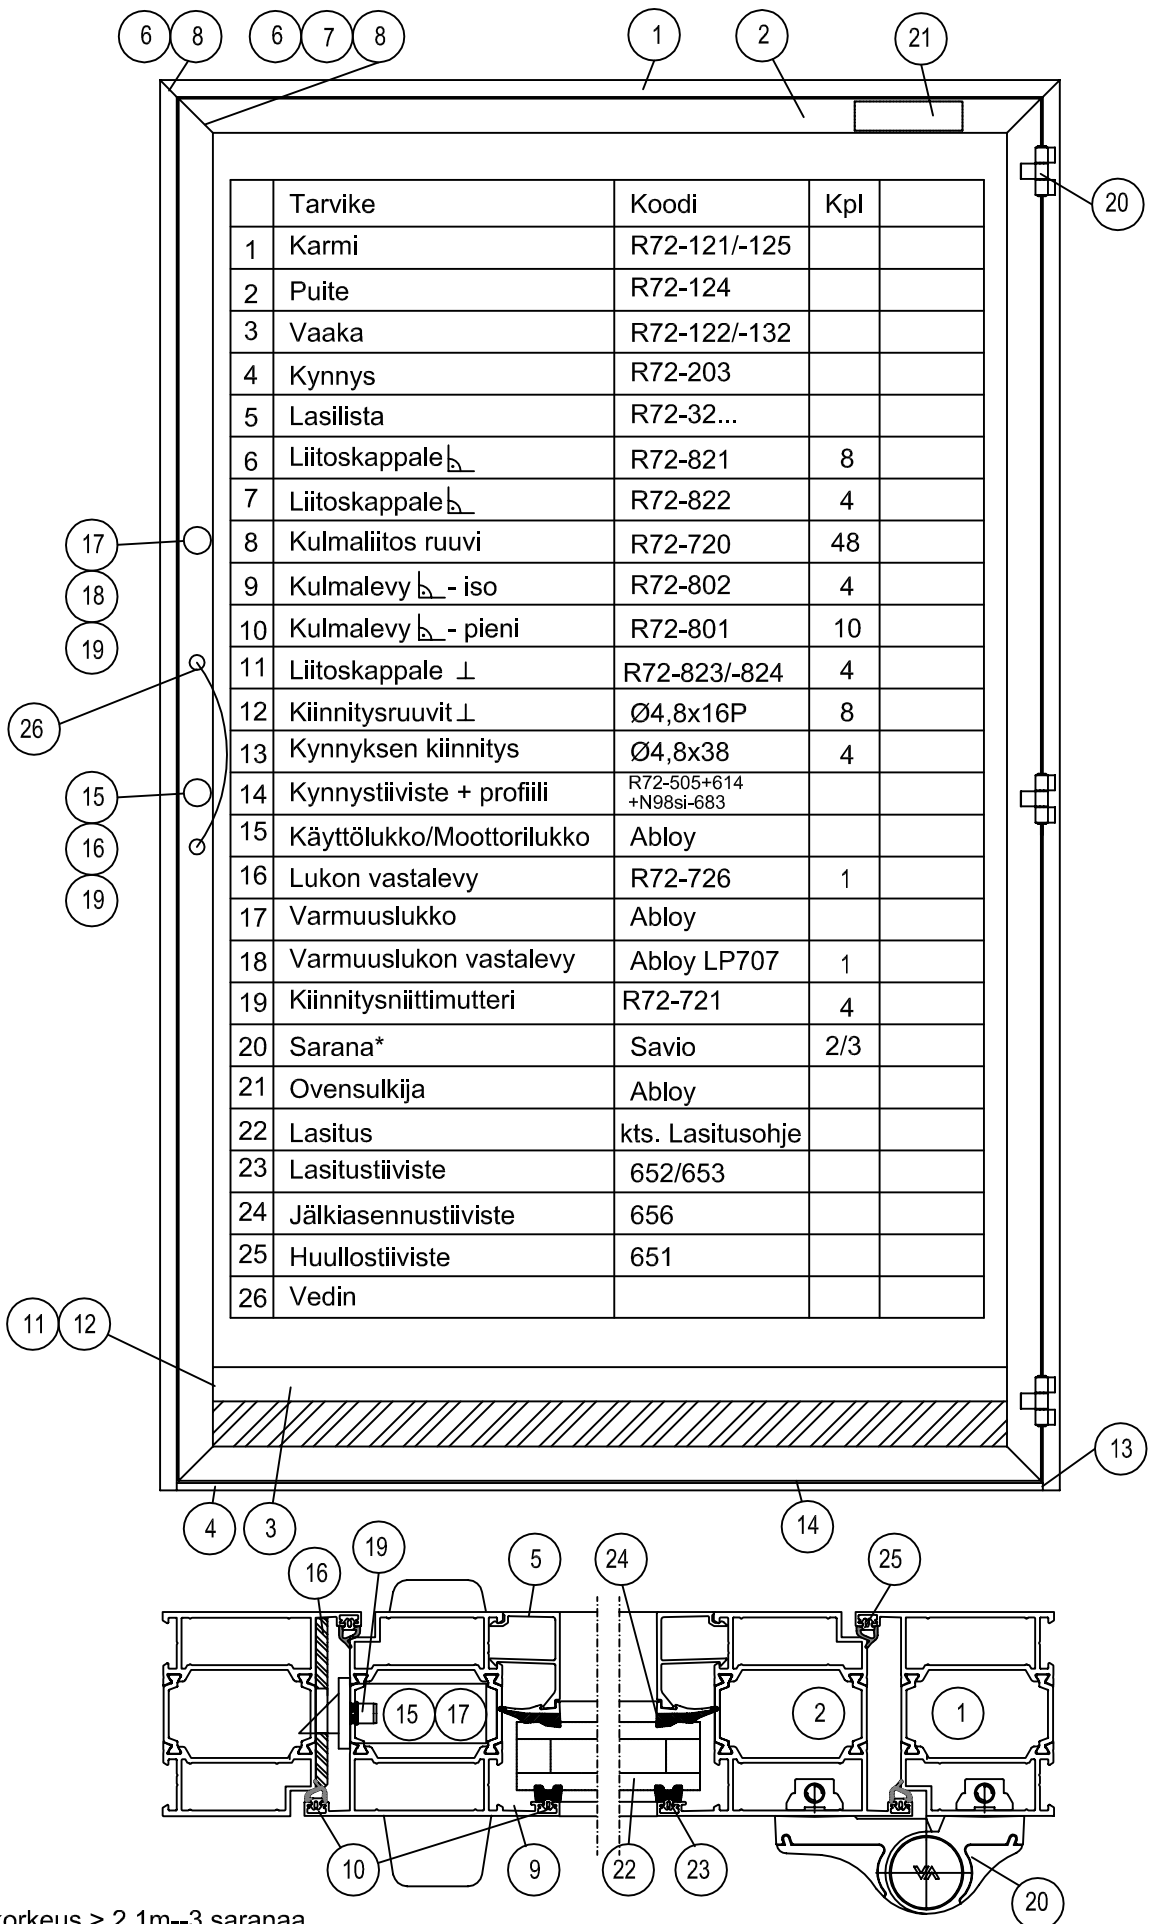 6 8 6 7 8 1 2 21
20
Tarvike Koodi Kpl
1 Karmi R72-121/-125
2 Puite R72-124
3 Vaaka R72-122/-132
4 Kynnys R72-203
5 Lasilista R72-32...
6 Liitoskappale R72-821 8
7 Liitoskappale R72-822 4
8 Kulmaliitos ruuvi R72-720 48
9 Kulmalevy - iso R72-802 4
10 Kulmalevy - pieni R72-801 10
11 Liitoskappale ⊥ R72-823/-824 4
12 Kiinnitysruuvit ⊥ Ø4,8x16P 8
13 Kynnyksen kiinnitys Ø4,8x38 4
14 Kynnystiiviste + profiili R72-505+614
+N98si-683
15 Käyttölukko/Moottorilukko Abloy
16 Lukon vastalevy R72-726 1
17 Varmuuslukko Abloy
18 Varmuuslukon vastalevy Abloy LP707 1
19 Kiinnitysniittimutteri R72-721 4
20 Sarana* Savio 2/3
21 Ovensulkija Abloy
22 Lasitus kts. Lasitusohje
23 Lasitustiiviste 652/653
24 Jälkiasennustiiviste 656
25 Huullostiiviste 651
26 Vedin
17
18
19
26
15
16
19
11 12
13
4 3 14
16 19 5 24 25
15 17 2 1
10 9 22 23 20
korkeus > 2,1m--3 saranaa